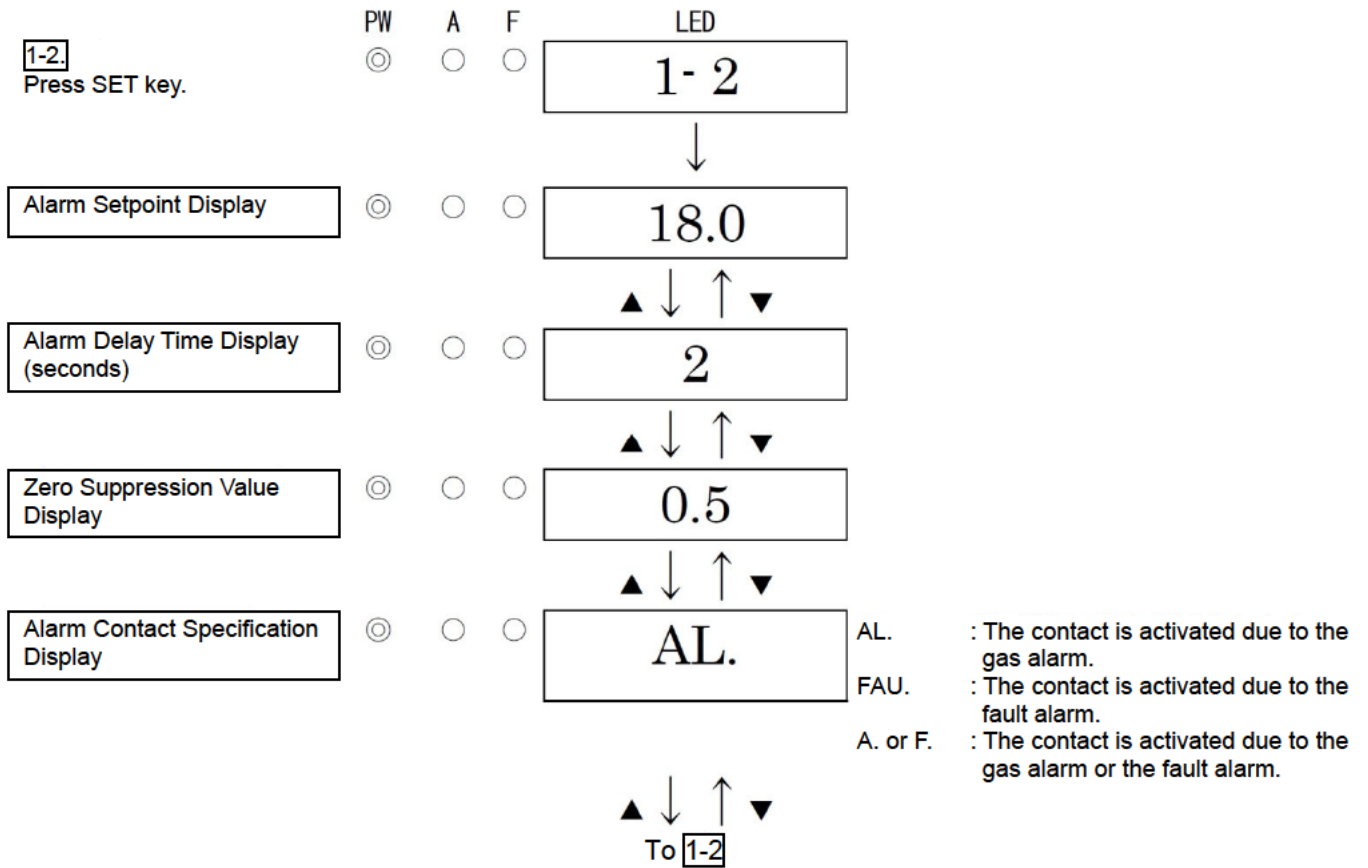 PW A F LED
1-2.
Press SET key.
1- 2
↓
Alarm Setpoint Display
18.0
▲ ↓ ↑ ▼
Alarm Delay Time Display
(seconds)
2
▲ ↓ ↑ ▼
Zero Suppression Value
Display
0.5
▲ ↓ ↑ ▼
Alarm Contact Specification
Display
AL.
AL. : The contact is activated due to the
gas alarm.
FAU. : The contact is activated due to the
fault alarm.
A. or F. : The contact is activated due to the
gas alarm or the fault alarm.
▲ ↓ ↑ ▼
To 1-2